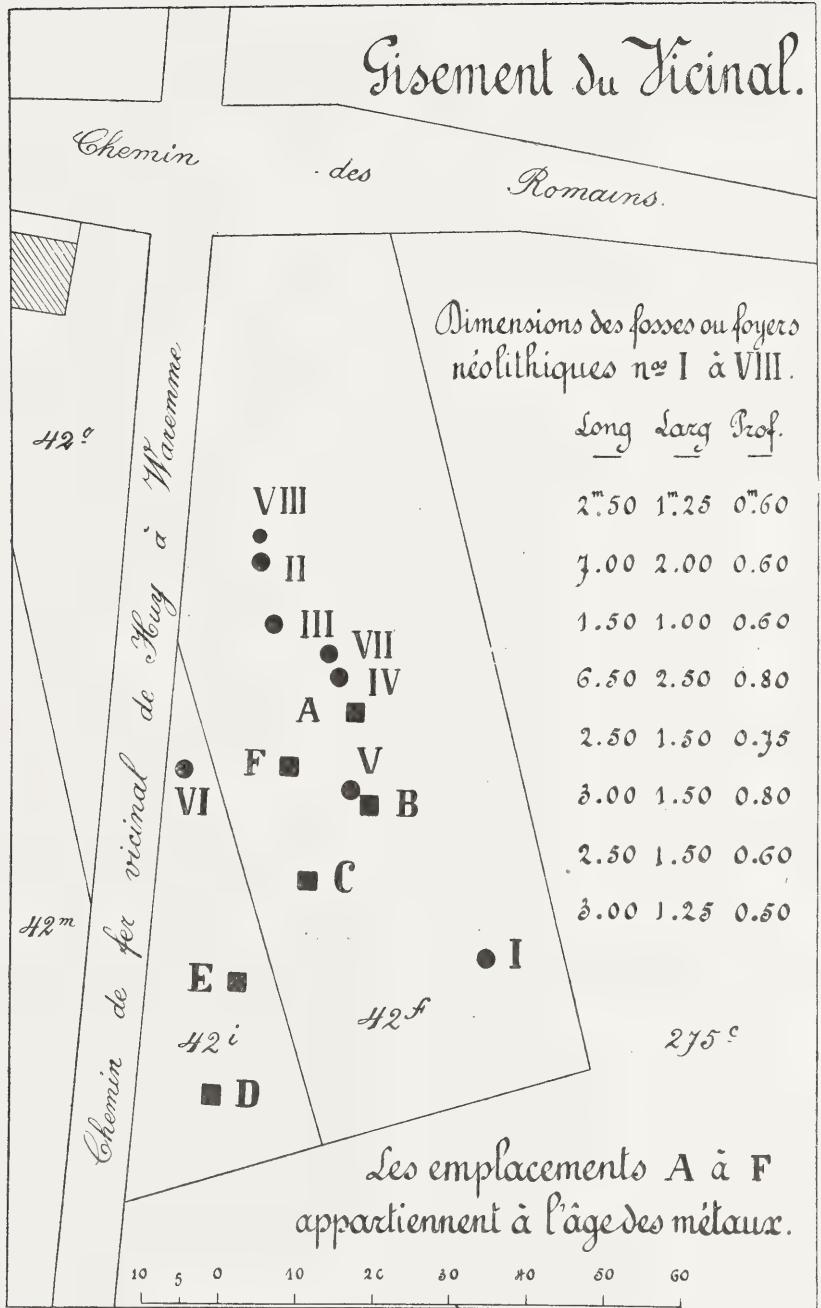 Gisement du Vicinal.
Chemin des Romains.
Dimensions des fosses ou foyers
néolithiques nos I à VIII.
Long Larg Prof.
2m.50 1m.25 0m.60
7.00 2.00 0.60
1.50 1.00 0.60
6.50 2.50 0.80
2.50 1.50 0.75
3.00 1.50 0.80
2.50 1.50 0.60
3.00 1.25 0.50
Chemin de fer vicinal de Huy à Waremme
42g
VIII
II
III
VII
IV
A
F
V
B
VI
C
42m
I
E
42f
42i
275c
D
Les emplacements A à F
appartiennent à l'âge des métaux.
10 5 0 10 20 30 40 50 60